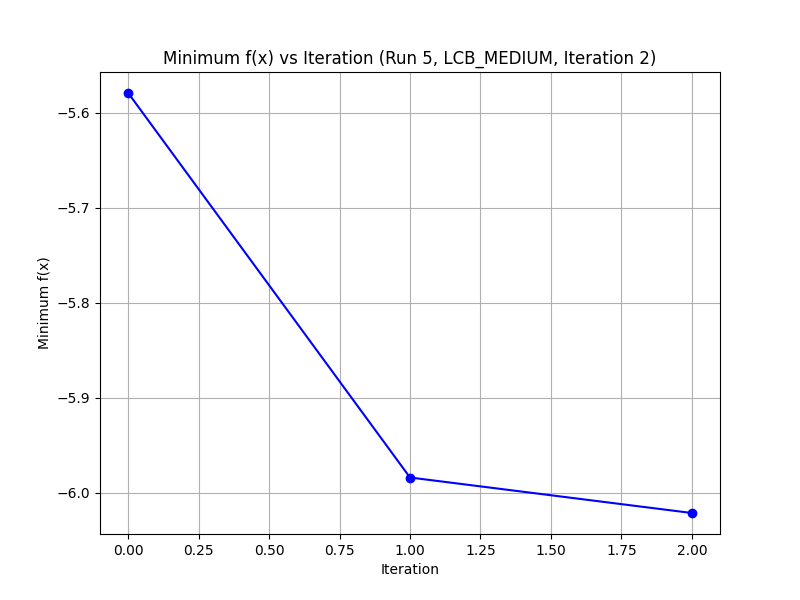 Minimum f(x) vs Iteration (Run 5, LCB_MEDIUM, Iteration 2)
−5.6
−5.7
−5.8
−5.9
−6.0
Minimum f(x)
0.00 0.25 0.50 0.75 1.00 1.25 1.50 1.75 2.00
Iteration